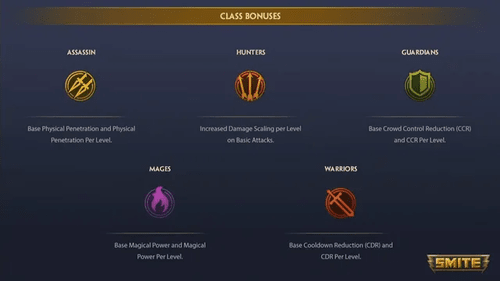 CLASS BONUSES
ASSASSIN
Base Physical Penetration and Physical
Penetration Per Level.
HUNTERS
Increased Damage Scaling per Level
on Basic Attacks.
GUARDIANS
Base Crowd Control Reduction (CCR)
and CCR Per Level.
MAGES
Base Magical Power and Magical
Power Per Level.
WARRIORS
Base Cooldown Reduction (CDR) and
CDR Per Level.
SMITE